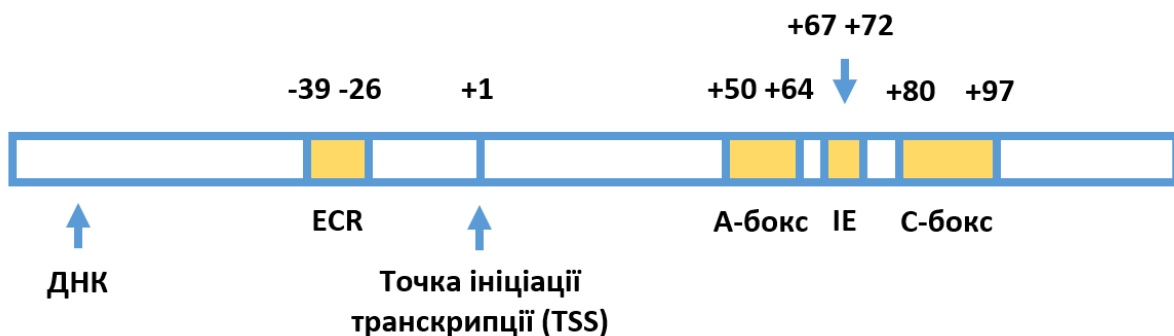 +67 +72
-39 -26
+1
+50 +64
+80
+97
ECR
А-бокс
IE
С-бокс
ДНК
Точка ініціації
транскрипції (TSS)